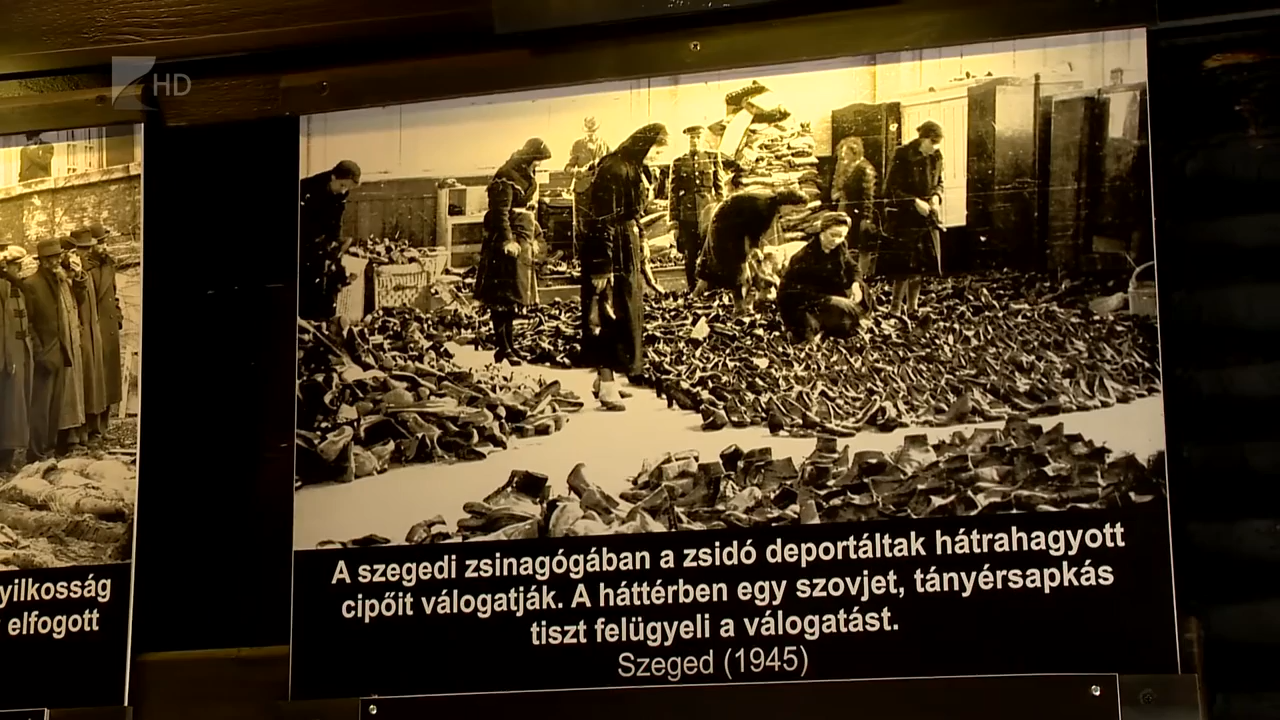 HD
A szegedi zsinagógában a zsidó deportáltak hátrahagyott
cipőit válogatják. A háttérben egy szovjet, tányérsapkás
tiszt felügyeli a válogatást.
Szeged (1945)
yilkosság
elfogott